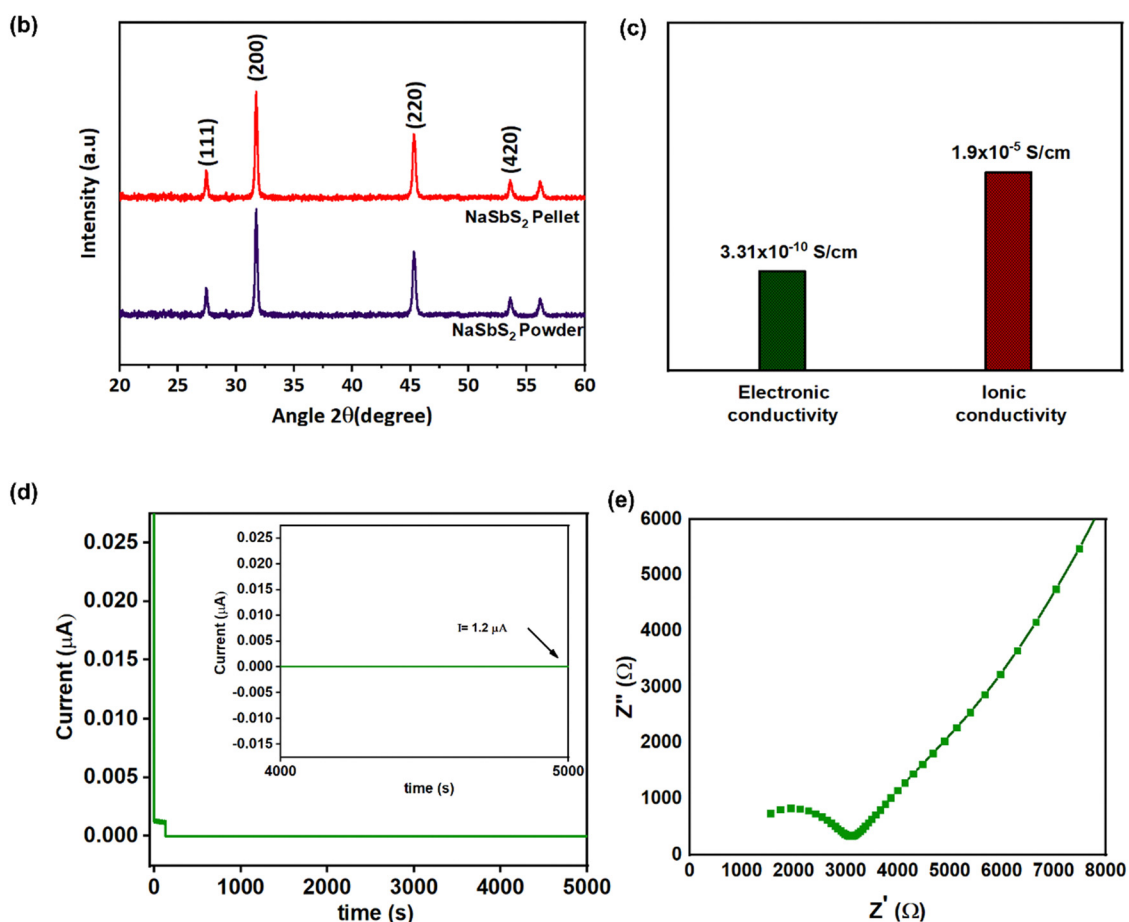 (b)
Intensity (a.u)
(111)
(200)
(220)
(420)
NaSbS₂ Pellet
NaSbS₂ Powder
20 25 30 35 40 45 50 55 60
Angle 2θ(degree)
(c)
3.31x10⁻¹⁰ S/cm
1.9x10⁻⁵ S/cm
Electronic
conductivity
Ionic
conductivity
(d)
Current (µA)
0.025
0.020
0.015
0.010
0.005
0.000
0 1000 2000 3000 4000 5000
time (s)
Current (µA)
0.025
0.020
0.015
0.010
0.005
0.000
-0.005
-0.010
-0.015
I= 1.2 µA
4000 5000
time (s)
(e)
Z'' (Ω)
6000
5000
4000
3000
2000
1000
0
0 1000 2000 3000 4000 5000 6000 7000 8000
Z' (Ω)